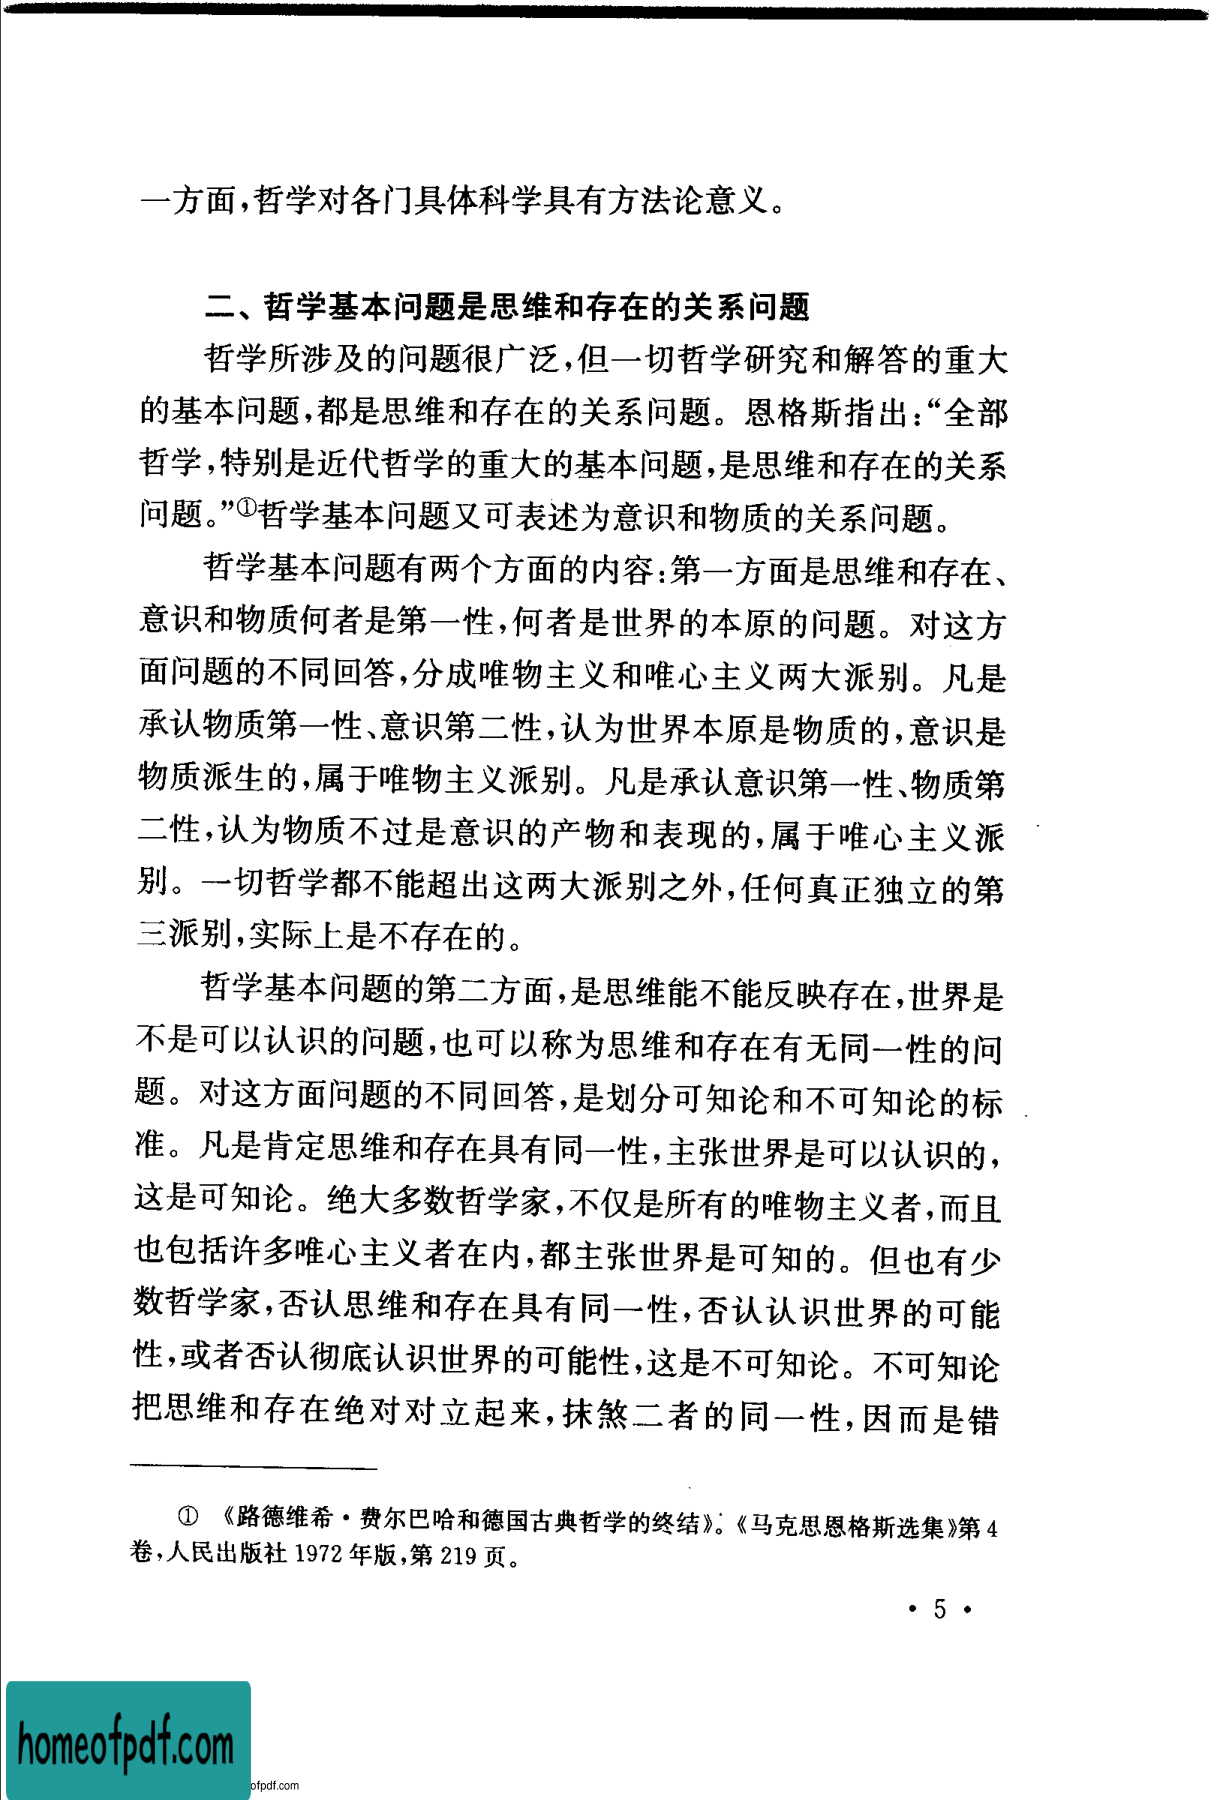 一方面，哲学对各门具体科学具有方法论意义。
二、哲学基本问题是思维和存在的关系问题
哲学所涉及的问题很广泛，但一切哲学研究和解答的重大
的基本问题，都是思维和存在的关系问题。恩格斯指出：“全部
哲学，特别是近代哲学的重大的基本问题，是思维和存在的关系
问题。”①哲学基本问题又可表述为意识和物质的关系问题。
哲学基本问题有两个方面的内容：第一方面是思维和存在、
意识和物质何者是第一性，何者是世界的本原的问题。对这方
面问题的不同回答，分成唯物主义和唯心主义两大派别。凡是
承认物质第一性、意识第二性，认为世界本原是物质的，意识是
物质派生的，属于唯物主义派别。凡是承认意识第一性、物质第
二性，认为物质不过是意识的产物和表现的，属于唯心主义派
别。一切哲学都不能超出这两大派别之外，任何真正独立的第
三派别，实际上是不存在的。
哲学基本问题的第二方面，是思维能不能反映存在，世界是
不是可以认识的问题，也可以称为思维和存在有无同一性的问
题。对这方面问题的不同回答，是划分可知论和不可知论的标
准。凡是肯定思维和存在具有同一性，主张世界是可以认识的，
这是可知论。绝大多数哲学家，不仅是所有的唯物主义者，而且
也包括许多唯心主义者在内，都主张世界是可知的。但也有少
数哲学家，否认思维和存在具有同一性，否认认识世界的可能
性，或者否认彻底认识世界的可能性，这是不可知论。不可知论
把思维和存在绝对对立起来，抹煞二者的同一性，因而是错
① 《路德维希·费尔巴哈和德国古典哲学的终结》。《马克思恩格斯选集》第4
卷，人民出版社1972年版，第219页。
· 5 ·
homeofpdf.com
ofpdf.com